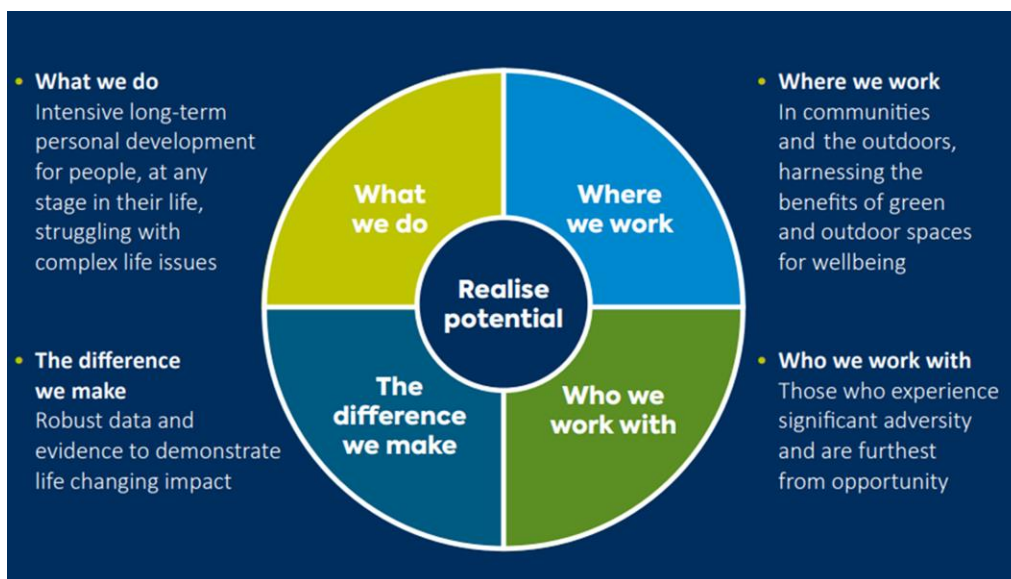 • What we do
Intensive long-term
personal development
for people, at any
stage in their life,
struggling with
complex life issues
• The difference
we make
Robust data and
evidence to demonstrate
life changing impact
What
we do
Where
we work
Realise
potential
The
difference
we make
Who we
work with
• Where we work
In communities
and the outdoors,
harnessing the
benefits of green
and outdoor spaces
for wellbeing
• Who we work with
Those who experience
significant adversity
and are furthest
from opportunity